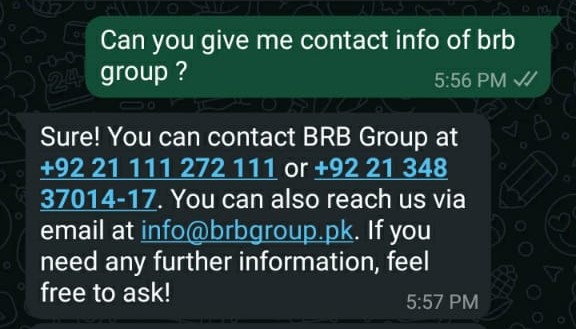 Can you give me contact info of brb
group ?
5:56 PM
Sure! You can contact BRB Group at
+92 21 111 272 111 or +92 21 348
37014-17. You can also reach us via
email at info@brbgroup.pk. If you
need any further information, feel
free to ask!
5:57 PM